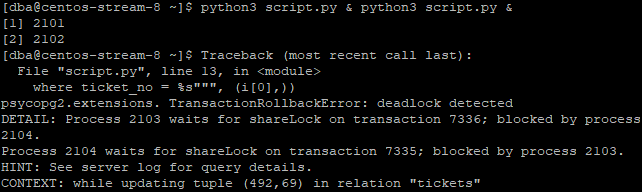 [dba@centos-stream-8 ~]$ python3 script.py & python3 script.py &
[1] 2101
[2] 2102
[dba@centos-stream-8 ~]$ Traceback (most recent call last):
  File "script.py", line 13, in <module>
    where ticket_no = %s""", (i[0],))
psycopg2.extensions. TransactionRollbackError: deadlock detected
DETAIL: Process 2103 waits for shareLock on transaction 7336; blocked by process
2104.
Process 2104 waits for shareLock on transaction 7335; blocked by process 2103.
HINT: See server log for query details.
CONTEXT: while updating tuple (492,69) in relation "tickets"